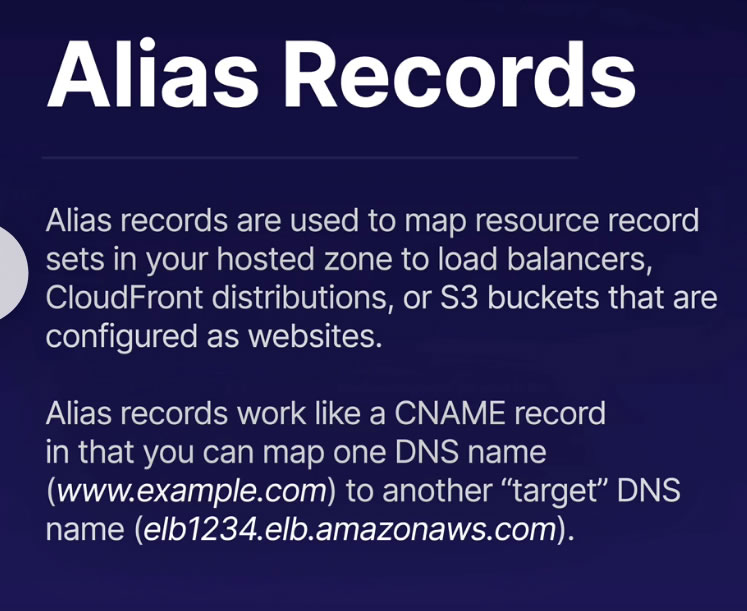 Alias Records
Alias records are used to map resource record
sets in your hosted zone to load balancers,
CloudFront distributions, or S3 buckets that are
configured as websites.
Alias records work like a CNAME record
in that you can map one DNS name
(www.example.com) to another “target” DNS
name (elb1234.elb.amazonaws.com).